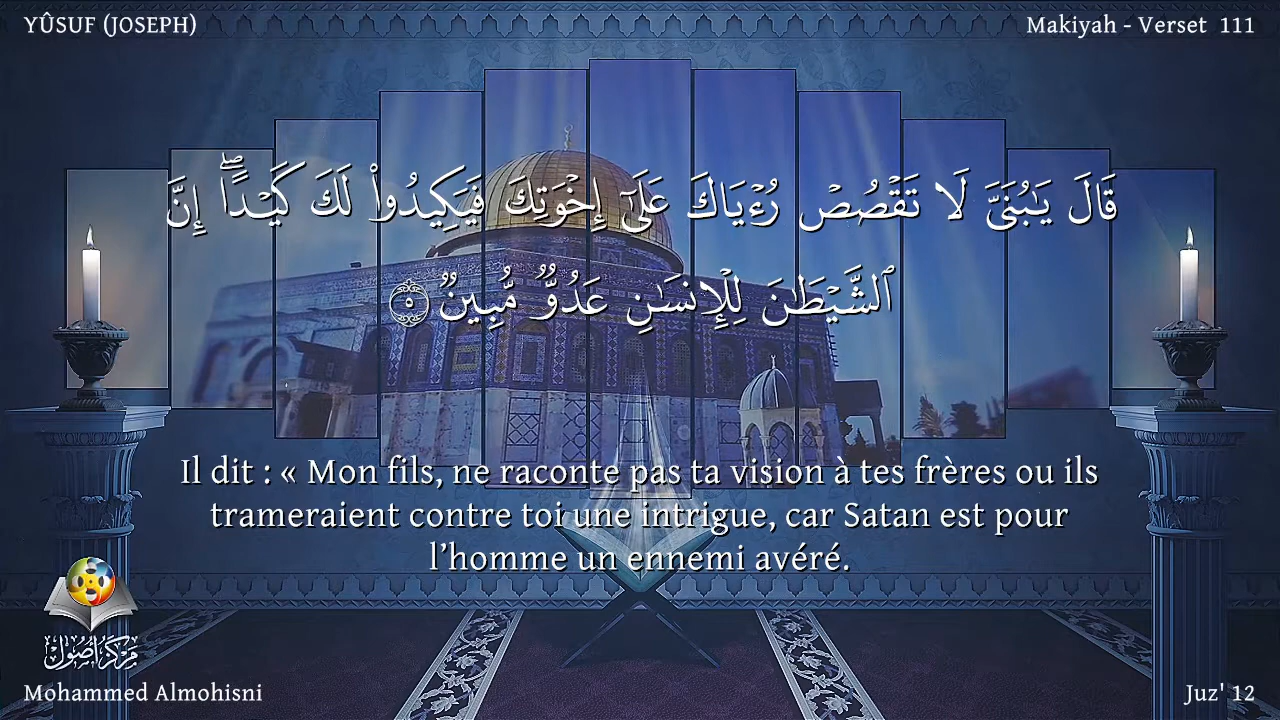 YÛSUF (JOSEPH)
Makiyah - Verset 111
قَالَ يَٰبُنَىَّ لَا تَقْصُصْ رُءْيَاكَ عَلَىٰٓ إِخْوَتِكَ فَيَكِيدُوا۟ لَكَ كَيْدًا ۖ إِنَّ
ٱلشَّيْطَٰنَ لِلْإِنسَٰنِ عَدُوٌّ مُّبِينٌ ٥
Il dit : « Mon fils, ne raconte pas ta vision à tes frères ou ils
trameraient contre toi une intrigue, car Satan est pour
l’homme un ennemi avéré.
مركز أصول
Mohammed Almohisni
Juz' 12